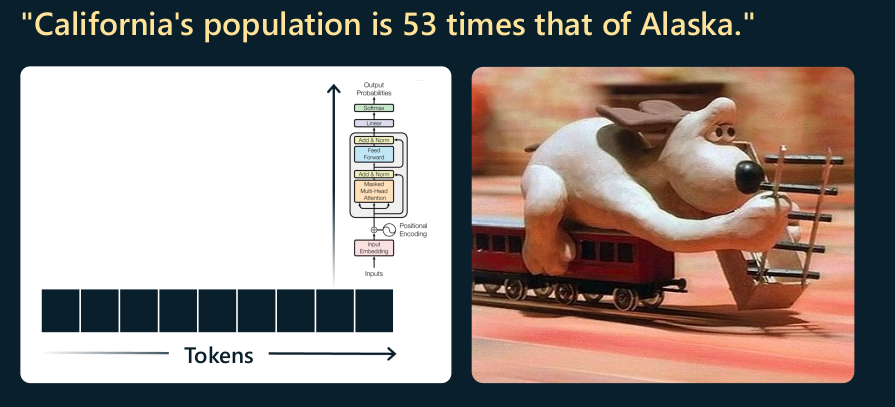 "California's population is 53 times that of Alaska."
Output
Probabilities
Softmax
Linear
Add & Norm
Feed
Forward
Add & Norm
Masked
Multi-Head
Attention
Positional
Encoding
Input
Embedding
Inputs
Tokens